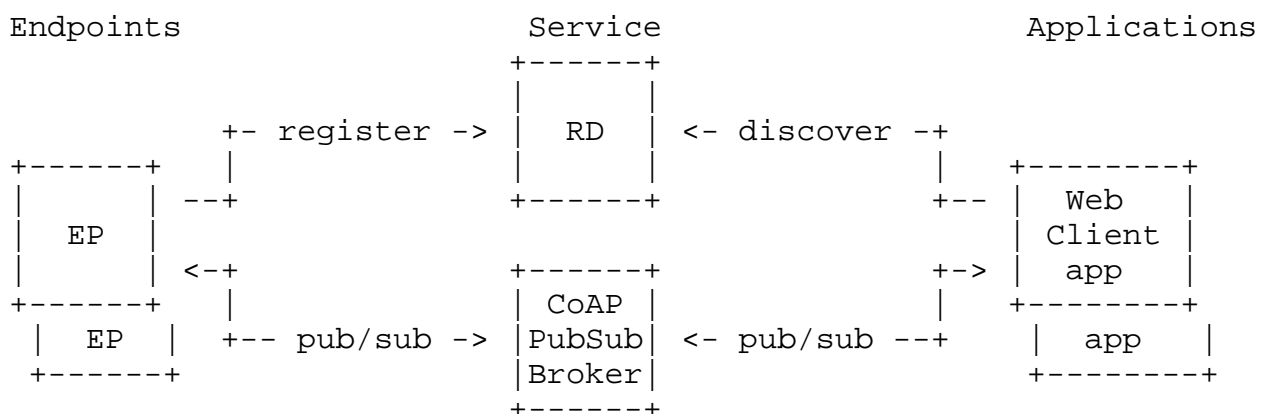 Endpoints Service Applications
+------+
| |
+- register -> | RD | <- discover -+
+------+ | | | | +--------+
| | --+ +------+ +-- | Web |
| EP | | Client |
| | <-+ +------+ +-> | app |
+------+ | | CoAP | | +--------+
| EP | +-- pub/sub -> |PubSub| <- pub/sub --+ | app |
+------+ |Broker| +--------+
+------+